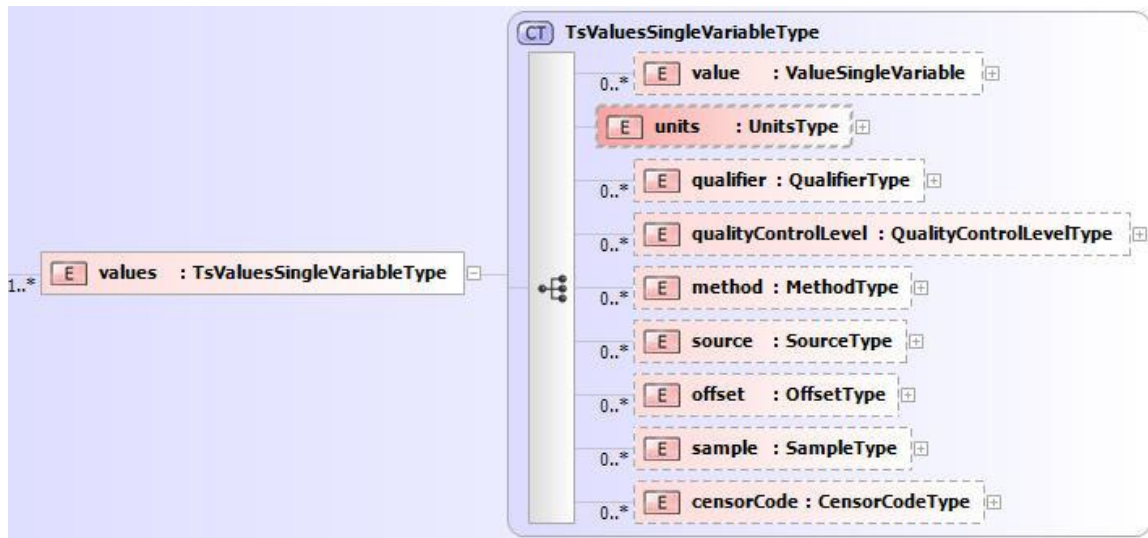 CT TsValuesSingleVariableType
0..* E value : ValueSingleVariable
E units : UnitsType
0..* E qualifier : QualifierType
0..* E qualityControlLevel : QualityControlLevelType
1..* E values : TsValuesSingleVariableType
0..* E method : MethodType
0..* E source : SourceType
0..* E offset : OffsetType
0..* E sample : SampleType
0..* E censorCode : CensorCodeType